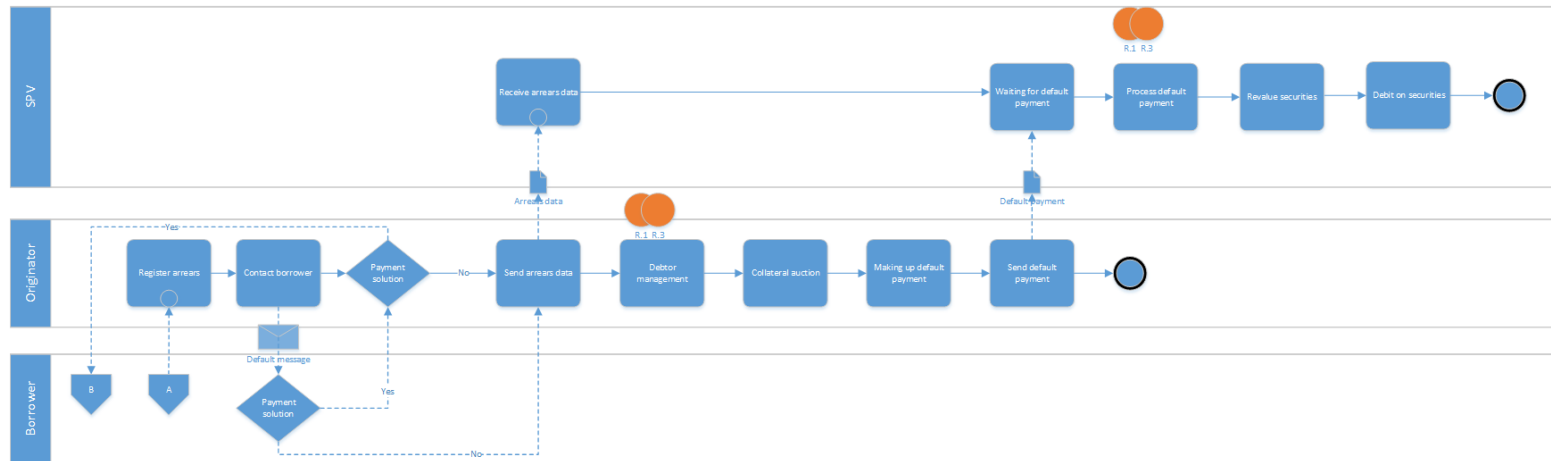 SPV
R.1 R.3
Receive arrears data
Waiting for default
payment
Process default
payment
Revalue securities
Debit on securities
Arrears data
Default payment
Originator
R.1 R.3
Yes
Register arrears
Contact borrower
Payment
solution
No
Send arrears data
Debtor
management
Collateral auction
Making up default
payment
Send default
payment
Default message
Borrower
B
A
Payment
solution
Yes
No